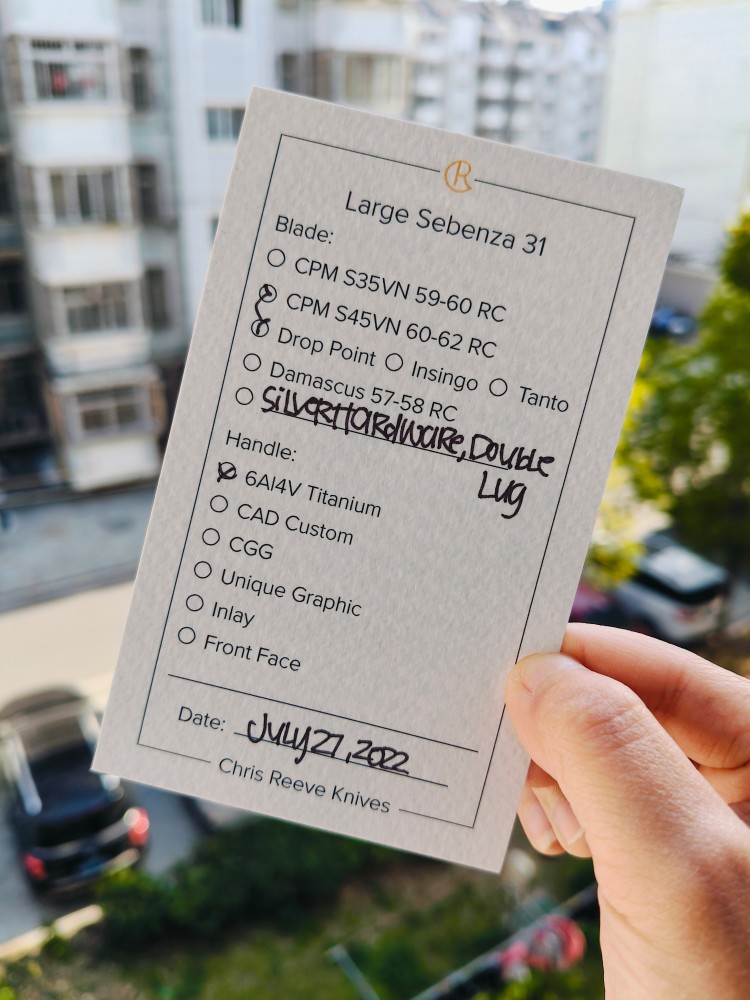 CR
Large Sebenza 31
Blade:
CPM S35VN 59-60 RC
CPM S45VN 60-62 RC
Drop Point Insingo Tanto
Damascus 57-58 RC
SilverHardware, Double
Lug
Handle:
6Al4V Titanium
CAD Custom
CGG
Unique Graphic
Inlay
Front Face
Date: July 27, 2022
Chris Reeve Knives